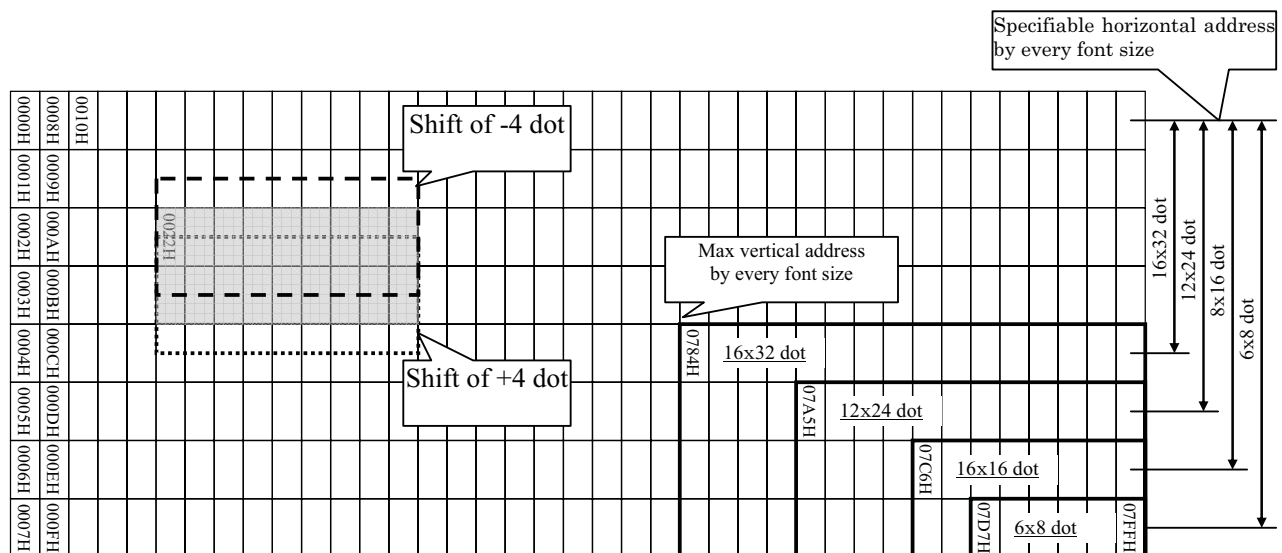 Specifiable horizontal address
by every font size
0000H
0008H
0010H
Shift of -4 dot
0001H
0009H
0002H
000AH
0022H
0003H
000BH
Max vertical address
by every font size
16x32 dot
12x24 dot
8x16 dot
6x8 dot
0004H
000CH
Shift of +4 dot
0784H
16x32 dot
0005H
000DH
07A5H
12x24 dot
0006H
000EH
07C6H
16x16 dot
0007H
000FH
07D7H
6x8 dot
07FFH